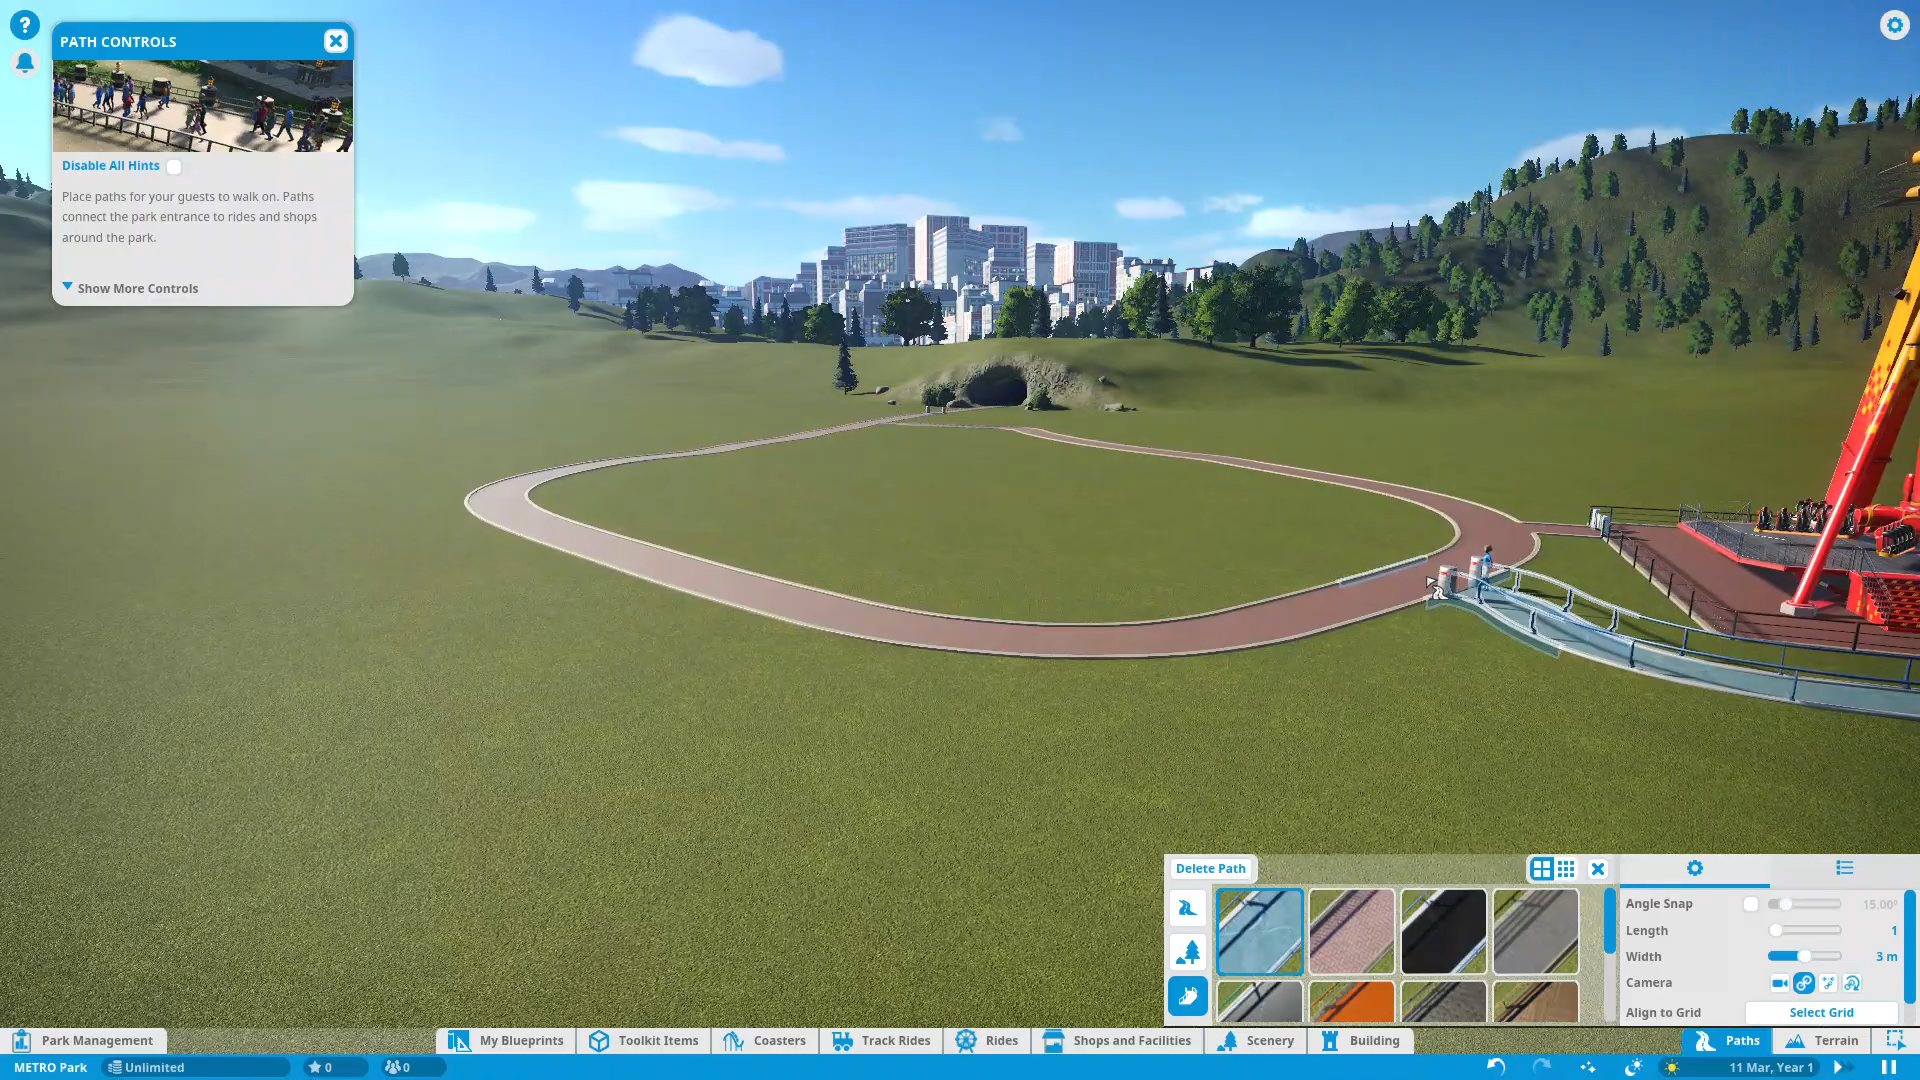 ?
PATH CONTROLS
Disable All Hints
Place paths for your guests to walk on. Paths
connect the park entrance to rides and shops
around the park.
Show More Controls
Delete Path
Angle Snap
15.00°
Length
1
Width
3 m
Camera
Align to Grid
Select Grid
Park Management
My Blueprints
Toolkit Items
Coasters
Track Rides
Rides
Shops and Facilities
Scenery
Building
Paths
Terrain
METRO Park
Unlimited
0
0
11 Mar, Year 1